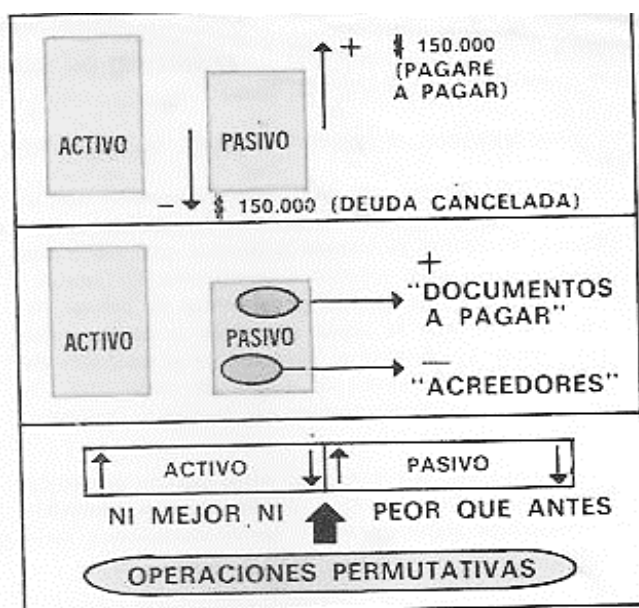 ACTIVO
PASIVO
+ $ 150.000
(PAGARE
A PAGAR)
− $ 150.000 (DEUDA CANCELADA)
ACTIVO
PASIVO
+
"DOCUMENTOS
A PAGAR"
−
"ACREEDORES"
ACTIVO PASIVO
NI MEJOR NI PEOR QUE ANTES
OPERACIONES PERMUTATIVAS